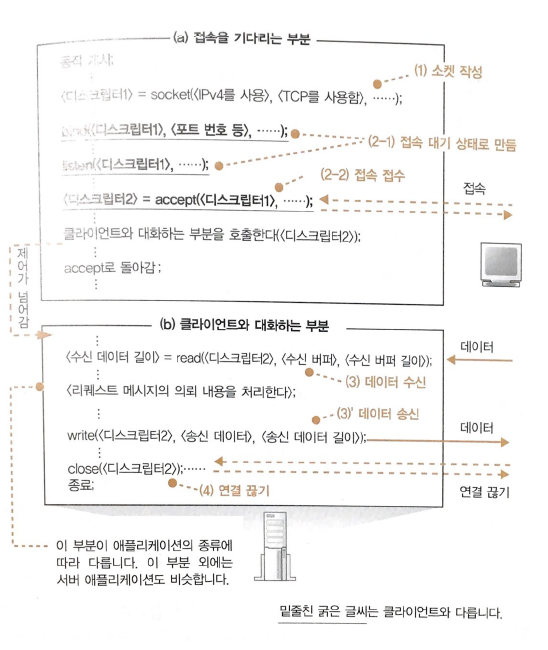 (a) 접속을 기다리는 부분
동작 개시;
(1) 소켓 작성
〈디스크립터1〉 = socket(〈IPv4를 사용〉, 〈TCP를 사용함〉, ……);
bind(〈디스크립터1〉, 〈포트 번호 등〉, ……);
(2-1) 접속 대기 상태로 만듦
listen(〈디스크립터1〉, ……);
(2-2) 접속 접수
접속
〈디스크립터2〉 = accept(〈디스크립터1〉, ……);
클라이언트와 대화하는 부분을 호출한다(〈디스크립터2〉);
accept로 돌아감;
제어가 넘어감
(b) 클라이언트와 대화하는 부분
데이터
〈수신 데이터 길이〉 = read(〈디스크립터2, 〈수신 버퍼〉, 〈수신 버퍼 길이〉);
(3) 데이터 수신
〈리퀘스트 메시지의 의뢰 내용을 처리한다〉;
(3)' 데이터 송신
데이터
write(〈디스크립터2, 〈송신 데이터〉, 〈송신 데이터 길이〉);
close(〈디스크립터2〉);……
종료;
(4) 연결 끊기
연결 끊기
이 부분이 애플리케이션의 종류에
따라 다릅니다. 이 부분 외에는
서버 애플리케이션도 비슷합니다.
밑줄친 굵은 글씨는 클라이언트와 다릅니다.